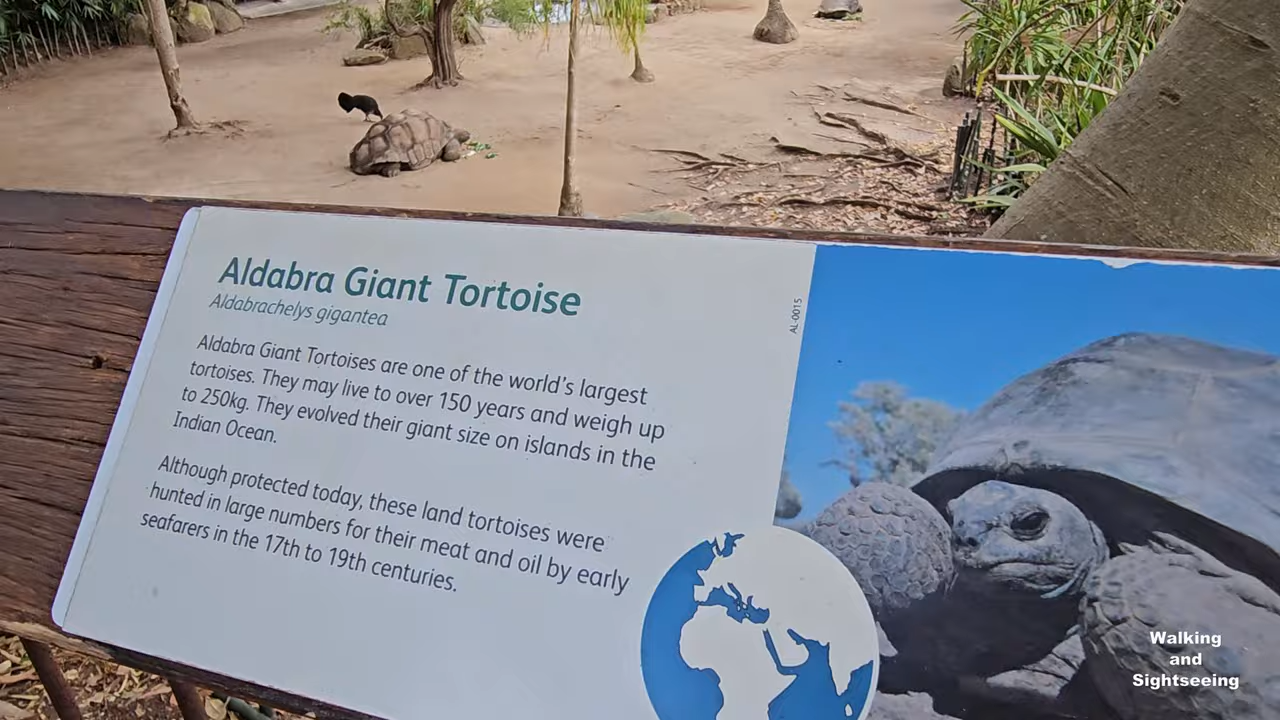 Aldabra Giant Tortoise
Aldabrachelys gigantea
Aldabra Giant Tortoises are one of the world's largest
tortoises. They may live to over 150 years and weigh up
to 250kg. They evolved their giant size on islands in the
Indian Ocean.
Although protected today, these land tortoises were
hunted in large numbers for their meat and oil by early
seafarers in the 17th to 19th centuries.
AL-0015
Walking
and
Sightseeing